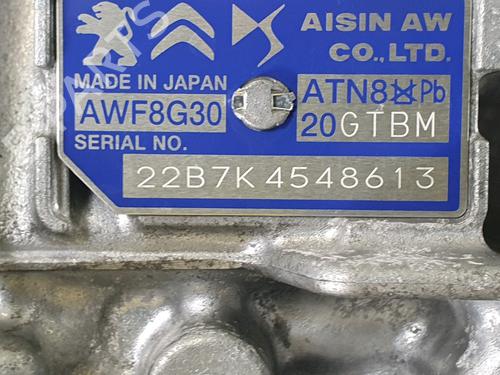 AISIN AW
CO.,LTD.
MADE IN JAPAN
AWF8G30
ATN8 Pb
20GTBM
SERIAL NO.
22B7K4548613